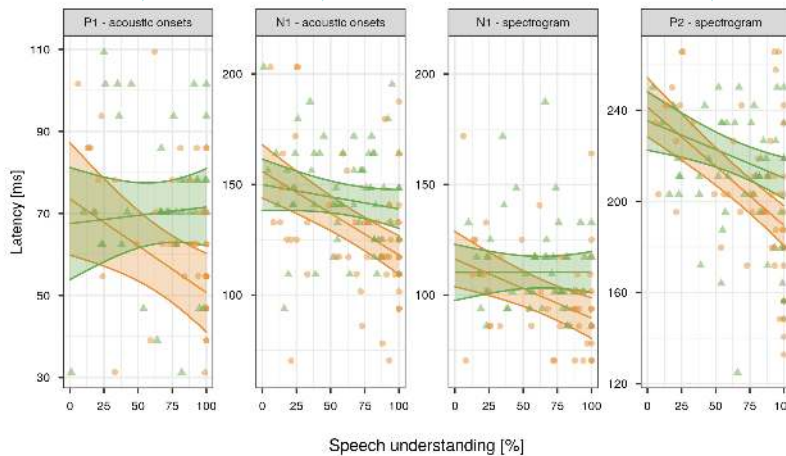 P1 - acoustic onsets
N1 - acoustic onsets
N1 - spectrogram
P2 - spectrogram
Latency [ms]
110
90
70
50
30
200
150
100
200
150
100
240
200
160
120
0 25 50 75 100
0 25 50 75 100
0 25 50 75 100
0 25 50 75 100
Speech understanding [%]